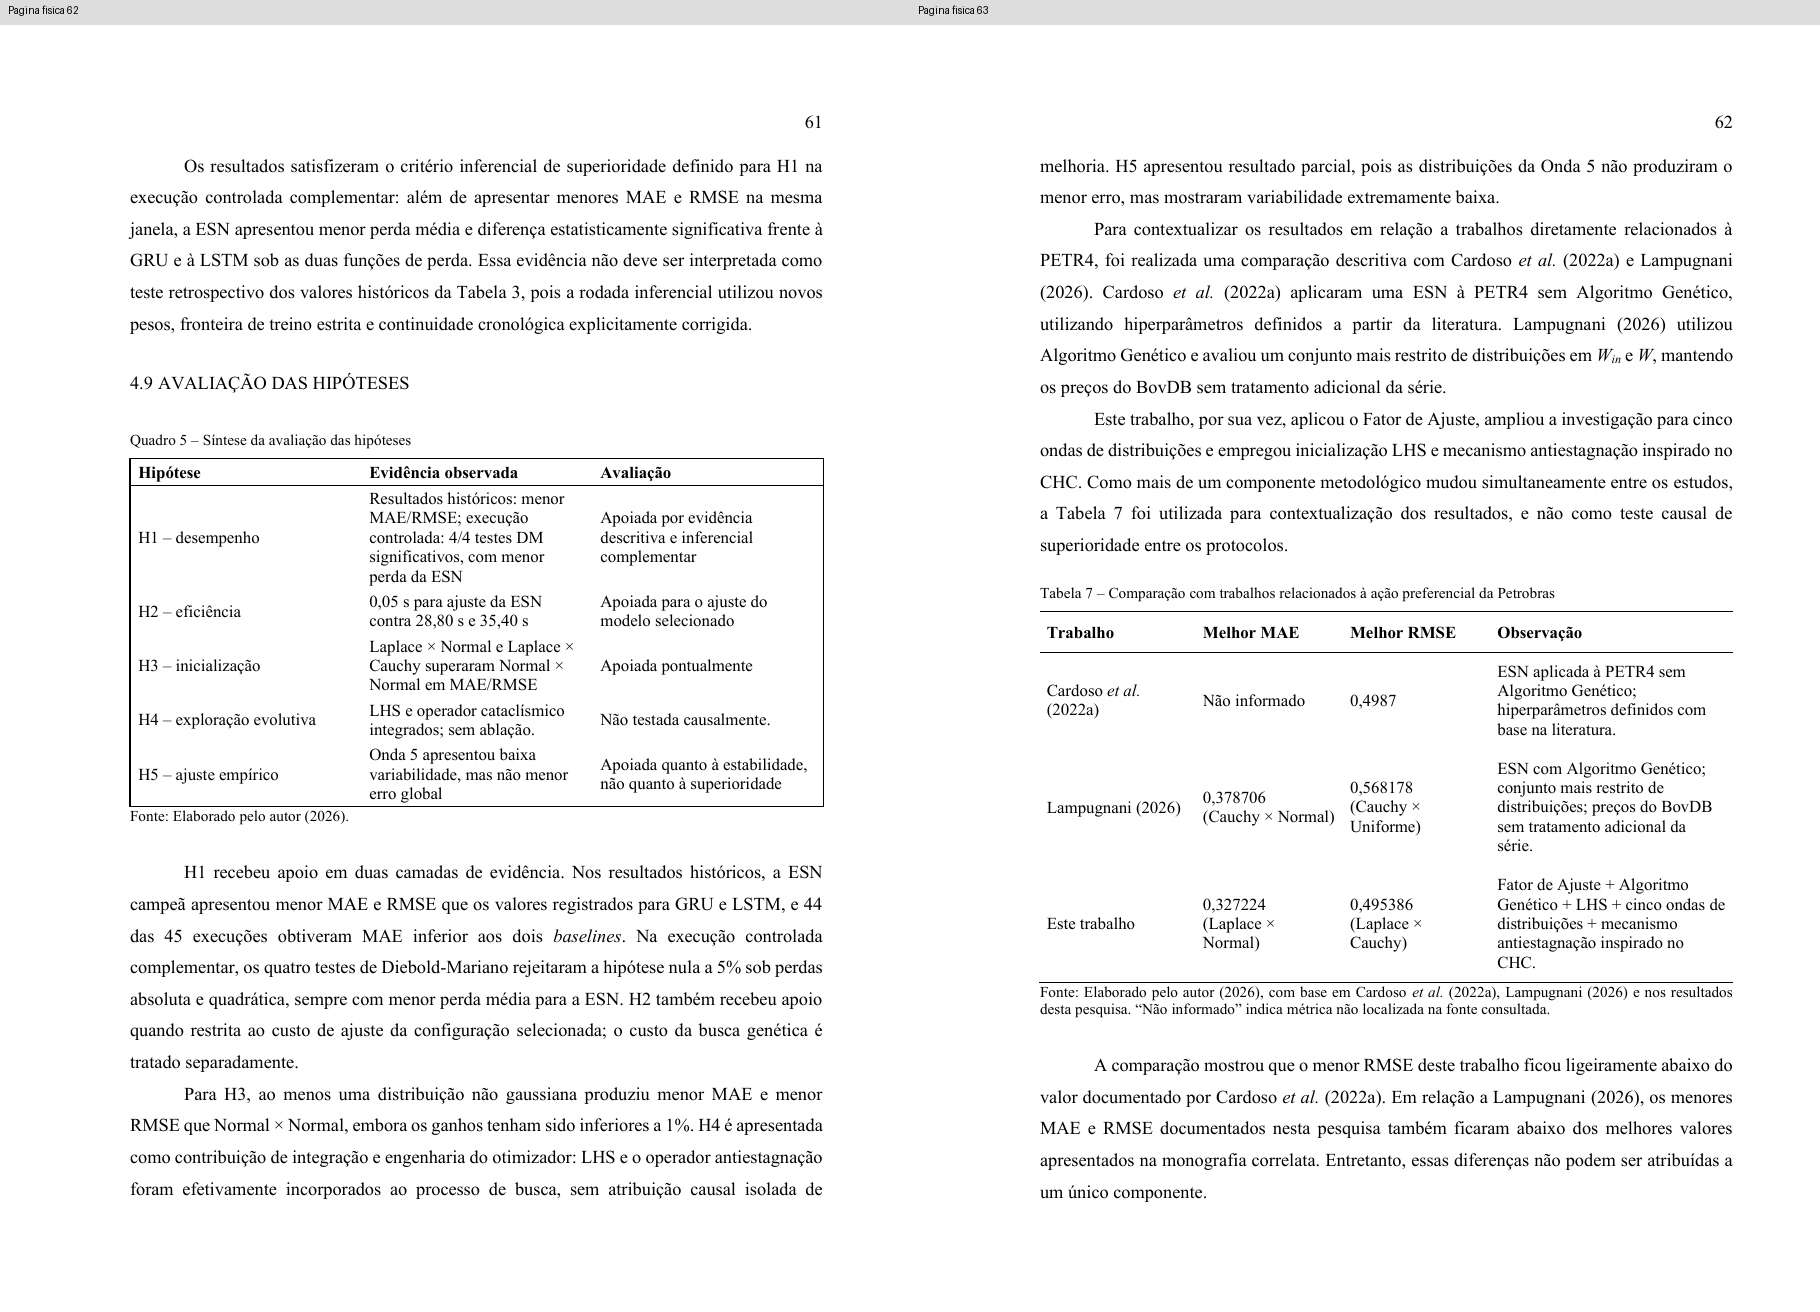 Pagina fisica 62
61
Os resultados satisfizeram o critério inferencial de superioridade definido para H1 na
execução controlada complementar: além de apresentar menores MAE e RMSE na mesma
janela, a ESN apresentou menor perda média e diferença estatisticamente significativa frente à
GRU e à LSTM sob as duas funções de perda. Essa evidência não deve ser interpretada como
teste retrospectivo dos valores históricos da Tabela 3, pois a rodada inferencial utilizou novos
pesos, fronteira de treino estrita e continuidade cronológica explicitamente corrigida.
4.9 AVALIAÇÃO DAS HIPÓTESES
Quadro 5 – Síntese da avaliação das hipóteses
Hipótese Evidência observada Avaliação
H1 – desempenho
Resultados históricos: menor
MAE/RMSE; execução
controlada: 4/4 testes DM
significativos, com menor
perda da ESN
Apoiada por evidência
descritiva e inferencial
complementar
H2 – eficiência
0,05 s para ajuste da ESN
contra 28,80 s e 35,40 s
Apoiada para o ajuste do
modelo selecionado
H3 – inicialização
Laplace × Normal e Laplace ×
Cauchy superaram Normal ×
Normal em MAE/RMSE
Apoiada pontualmente
H4 – exploração evolutiva
LHS e operador cataclísmico
integrados; sem ablação.
Não testada causalmente.
H5 – ajuste empírico
Onda 5 apresentou baixa
variabilidade, mas não menor
erro global
Apoiada quanto à estabilidade,
não quanto à superioridade
Fonte: Elaborado pelo autor (2026).
H1 recebeu apoio em duas camadas de evidência. Nos resultados históricos, a ESN
campeã apresentou menor MAE e RMSE que os valores registrados para GRU e LSTM, e 44
das 45 execuções obtiveram MAE inferior aos dois baselines. Na execução controlada
complementar, os quatro testes de Diebold-Mariano rejeitaram a hipótese nula a 5% sob perdas
absoluta e quadrática, sempre com menor perda média para a ESN. H2 também recebeu apoio
quando restrita ao custo de ajuste da configuração selecionada; o custo da busca genética é
tratado separadamente.
Para H3, ao menos uma distribuição não gaussiana produziu menor MAE e menor
RMSE que Normal × Normal, embora os ganhos tenham sido inferiores a 1%. H4 é apresentada
como contribuição de integração e engenharia do otimizador: LHS e o operador antiestagnação
foram efetivamente incorporados ao processo de busca, sem atribuição causal isolada de
Pagina fisica 63
62
melhoria. H5 apresentou resultado parcial, pois as distribuições da Onda 5 não produziram o
menor erro, mas mostraram variabilidade extremamente baixa.
Para contextualizar os resultados em relação a trabalhos diretamente relacionados à
PETR4, foi realizada uma comparação descritiva com Cardoso et al. (2022a) e Lampugnani
(2026). Cardoso et al. (2022a) aplicaram uma ESN à PETR4 sem Algoritmo Genético,
utilizando hiperparâmetros definidos a partir da literatura. Lampugnani (2026) utilizou
Algoritmo Genético e avaliou um conjunto mais restrito de distribuições em Win e W, mantendo
os preços do BovDB sem tratamento adicional da série.
Este trabalho, por sua vez, aplicou o Fator de Ajuste, ampliou a investigação para cinco
ondas de distribuições e empregou inicialização LHS e mecanismo antiestagnação inspirado no
CHC. Como mais de um componente metodológico mudou simultaneamente entre os estudos,
a Tabela 7 foi utilizada para contextualização dos resultados, e não como teste causal de
superioridade entre os protocolos.
Tabela 7 – Comparação com trabalhos relacionados à ação preferencial da Petrobras
Trabalho Melhor MAE Melhor RMSE Observação
Cardoso et al.
(2022a)
Não informado
0,4987
ESN aplicada à PETR4 sem
Algoritmo Genético;
hiperparâmetros definidos com
base na literatura.
Lampugnani (2026)
0,378706
(Cauchy × Normal)
0,568178
(Cauchy ×
Uniforme)
ESN com Algoritmo Genético;
conjunto mais restrito de
distribuições; preços do BovDB
sem tratamento adicional da
série.
Este trabalho
0,327224
(Laplace ×
Normal)
0,495386
(Laplace ×
Cauchy)
Fator de Ajuste + Algoritmo
Genético + LHS + cinco ondas de
distribuições + mecanismo
antiestagnação inspirado no
CHC.
Fonte: Elaborado pelo autor (2026), com base em Cardoso et al. (2022a), Lampugnani (2026) e nos resultados
desta pesquisa. “Não informado” indica métrica não localizada na fonte consultada.
A comparação mostrou que o menor RMSE deste trabalho ficou ligeiramente abaixo do
valor documentado por Cardoso et al. (2022a). Em relação a Lampugnani (2026), os menores
MAE e RMSE documentados nesta pesquisa também ficaram abaixo dos melhores valores
apresentados na monografia correlata. Entretanto, essas diferenças não podem ser atribuídas a
um único componente.